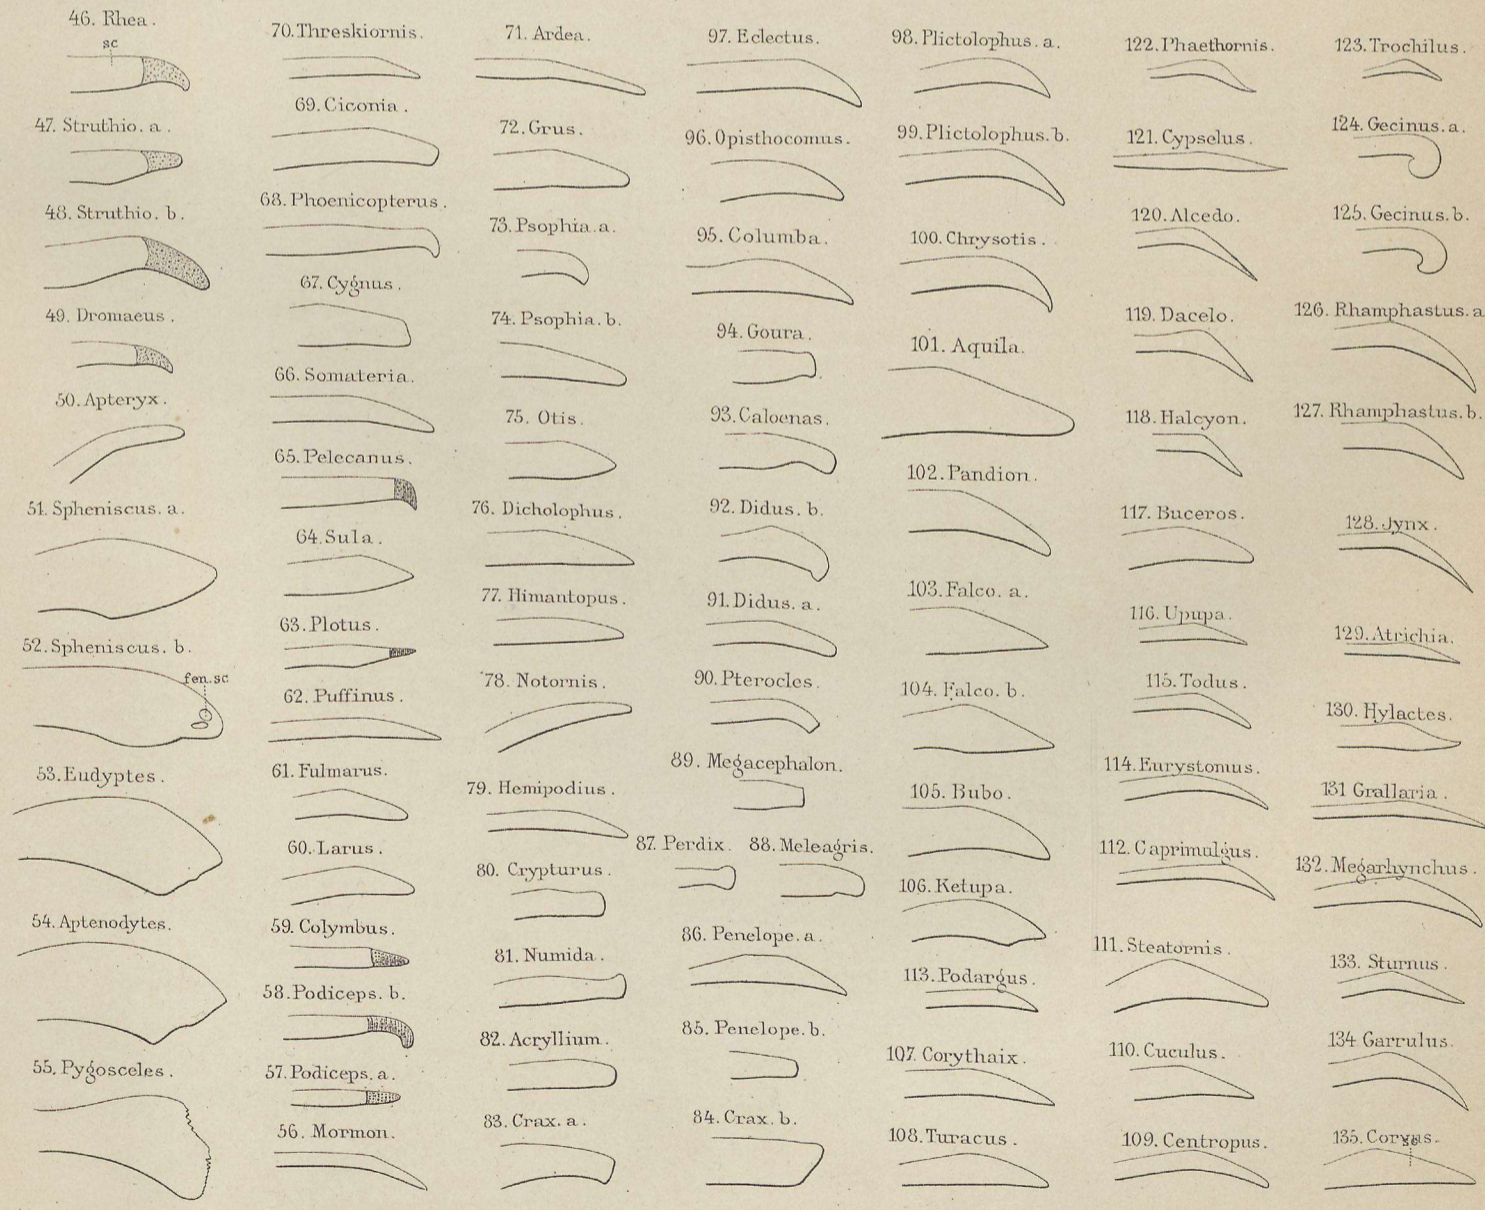 46. Rhea.
sc
47. Struthio. a.
48. Struthio. b.
49. Dromaeus.
50. Apteryx.
51. Spheniscus. a.
52. Spheniscus. b.
fen. sc
53. Eudyptes.
54. Aptenodytes.
55. Pygosceles.
70. Threskiornis.
69. Ciconia.
68. Phoenicopterus.
67. Cygnus.
66. Somateria.
65. Pelecanus.
64. Sula.
63. Plotus.
62. Puffinus.
61. Fulmarus.
60. Larus.
59. Colymbus.
58. Podiceps. b.
57. Podiceps. a.
56. Mormon.
71. Ardea.
72. Grus.
73. Psophia. a.
74. Psophia. b.
75. Otis.
76. Dicholophus.
77. Himantopus.
78. Notornis.
79. Hemipodius.
80. Crypturus.
81. Numida.
82. Acryllium.
83. Crax. a.
97. Eclectus.
96. Opisthocomus.
95. Columba.
94. Goura.
93. Caloenas.
92. Didus. b.
91. Didus. a.
90. Pterocles.
89. Megacephalon.
87. Perdix. 88. Meleagris.
86. Penelope. a.
85. Penelope. b.
84. Crax. b.
98. Plictolophus. a.
99. Plictolophus. b.
100. Chrysotis.
101. Aquila.
102. Pandion.
103. Falco. a.
104. Falco. b.
105. Bubo.
106. Ketupa.
113. Podargus.
107. Corythaix.
108. Turacus.
122. Phaethornis.
121. Cypselus.
120. Alcedo.
119. Dacelo.
118. Halcyon.
117. Buceros.
116. Upupa.
115. Todus.
114. Eurystomus.
112. Caprimulgus.
111. Steatornis.
110. Cuculus.
109. Centropus.
123. Trochilus.
124. Gecinus. a.
125. Gecinus. b.
126. Rhamphastus. a
127. Rhamphastus. b.
128. Jynx.
129. Atrichia.
130. Hylactes.
131 Grallaria.
132. Megarhynchus.
133. Sturnus.
134 Garrulus.
135. Corvus.
sc